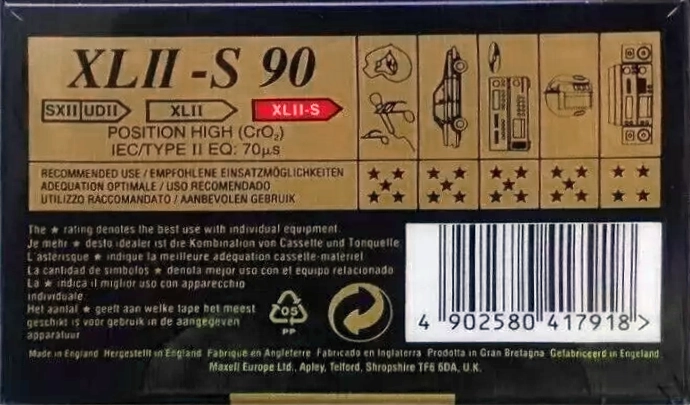 XLII-S 90
SXII UDII XLII XLII-S
POSITION HIGH (CrO₂)
IEC/TYPE II EQ: 70µs
RECOMMENDED USE / EMPFOHLENE EINSATZMÖGLICHKEITEN
ADEQUATION OPTIMALE / USO RECOMENDADO
UTILIZZO RACCOMANDATO / AANBEVOLEN GEBRUIK
The ★ rating denotes the best use with individual equipment.
Je mehr ★ desto idealer ist die Kombination von Cassette und Tonquelle
L'astérisque ★ indique la meilleure adéquation cassette-matériel
La cantidad de simbolos ★ denota mejor uso con el equipo relacionado
La ★ indica il miglior uso con apparecchio
individuale
Het aantal ★ geeft aan welke tape het meest
geschikt is voor gebruik in de aangegeven
apparatuur
05
PP
4 902580 417918 >
Made in England Hergestellt in England Fabriqué en Angleterre Fabricado en Inglaterra Prodotta in Gran Bretagna Gefabriceerd in Engeland
Maxell Europe Ltd., Apley, Telford, Shropshire TF6 6DA, U.K.